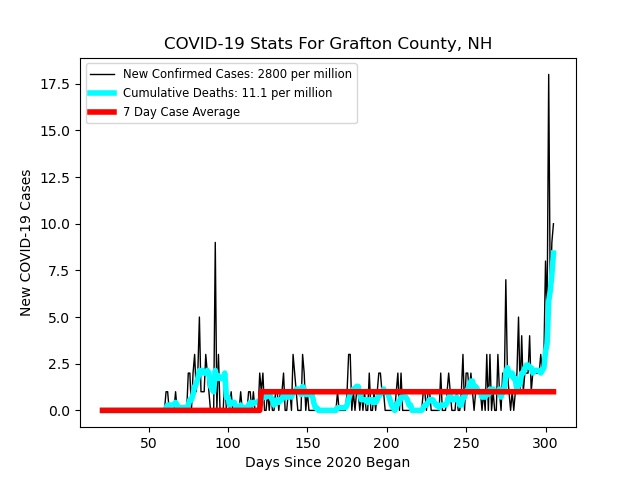 COVID-19 Stats For Grafton County, NH
New Confirmed Cases: 2800 per million
Cumulative Deaths: 11.1 per million
7 Day Case Average
17.5
15.0
12.5
10.0
7.5
5.0
2.5
0.0
New COVID-19 Cases
50 100 150 200 250 300
Days Since 2020 Began